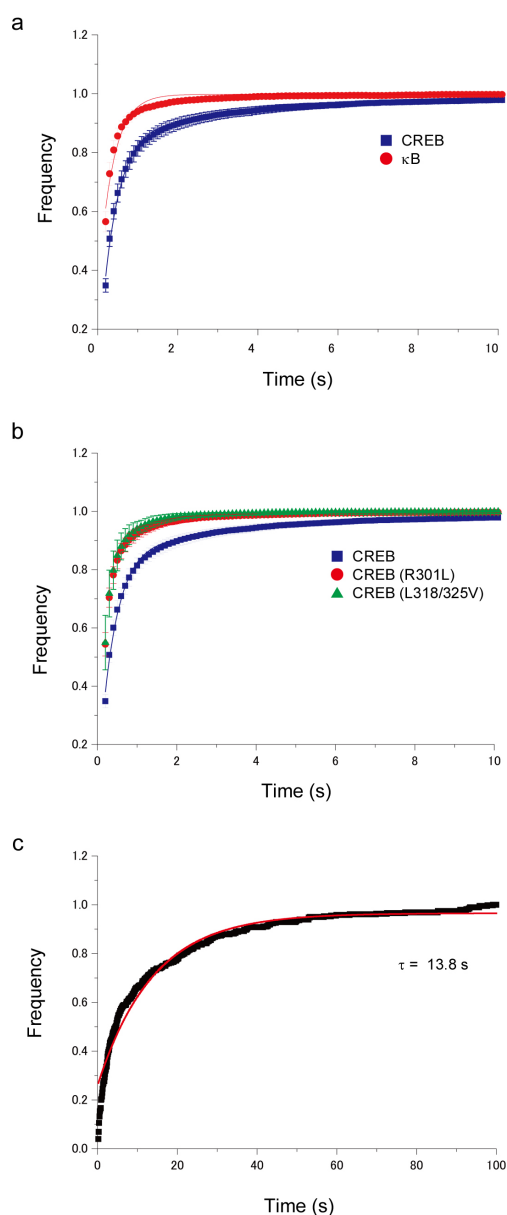 a
1.2
1.0
0.8
0.6
0.4
0.2
Frequency
CREB
κB
0 2 4 6 8 10
Time (s)
b
1.2
1.0
0.8
0.6
0.4
0.2
Frequency
CREB
CREB (R301L)
CREB (L318/325V)
0 2 4 6 8 10
Time (s)
c
1.2
1.0
0.8
0.6
0.4
0.2
0.0
Frequency
τ = 13.8 s
0 20 40 60 80 100
Time (s)